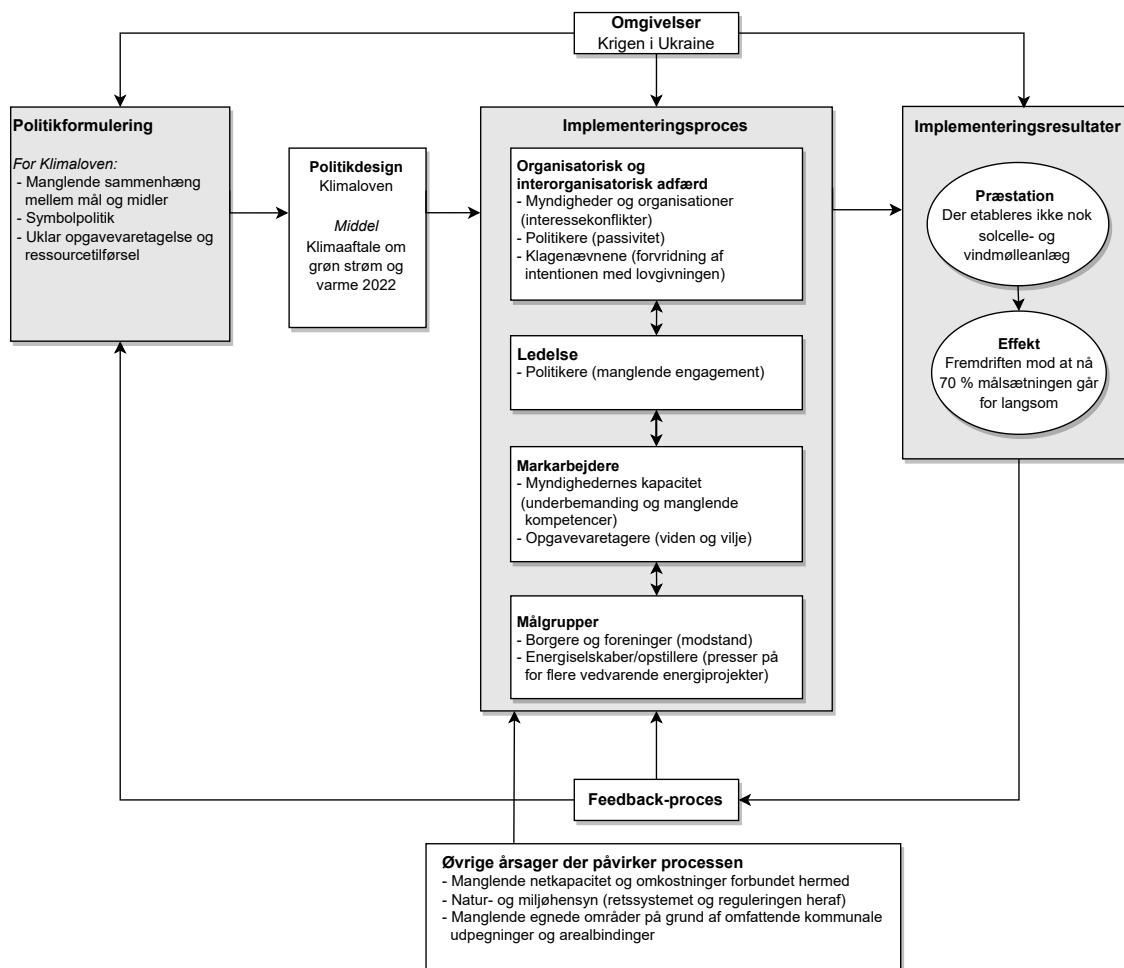 Omgivelser
Krigen i Ukraine
Politikformulering
For Klimaloven:
- Manglende sammenhæng
mellem mål og midler
- Symbolpolitik
- Uklar opgavevaretagelse og
ressourcetilførsel
Politikdesign
Klimaloven
Middel
Klimaaftale om
grøn strøm og
varme 2022
Implementeringsproces
Organisatorisk og
interorganisatorisk adfærd
- Myndigheder og organisationer
(interessekonflikter)
- Politikere (passivitet)
- Klagenævnene (forvridning af
intentionen med lovgivningen)
Ledelse
- Politikere (manglende engagement)
Markarbejdere
- Myndighedernes kapacitet
(underbemanding og manglende
kompetencer)
- Opgavevaretagere (viden og vilje)
Målgrupper
- Borgere og foreninger (modstand)
- Energiselskaber/opstillere (presser på
for flere vedvarende energiprojekter)
Implementeringsresultater
Præstation
Der etableres ikke nok
solcelle- og
vindmølleanlæg
Effekt
Fremdriften mod at nå
70 % målsætningen går
for langsom
Feedback-proces
Øvrige årsager der påvirker processen
- Manglende netkapacitet og omkostninger forbundet hermed
- Natur- og miljøhensyn (retssystemet og reguleringen heraf)
- Manglende egnede områder på grund af omfattende kommunale
udpegninger og arealbindinger